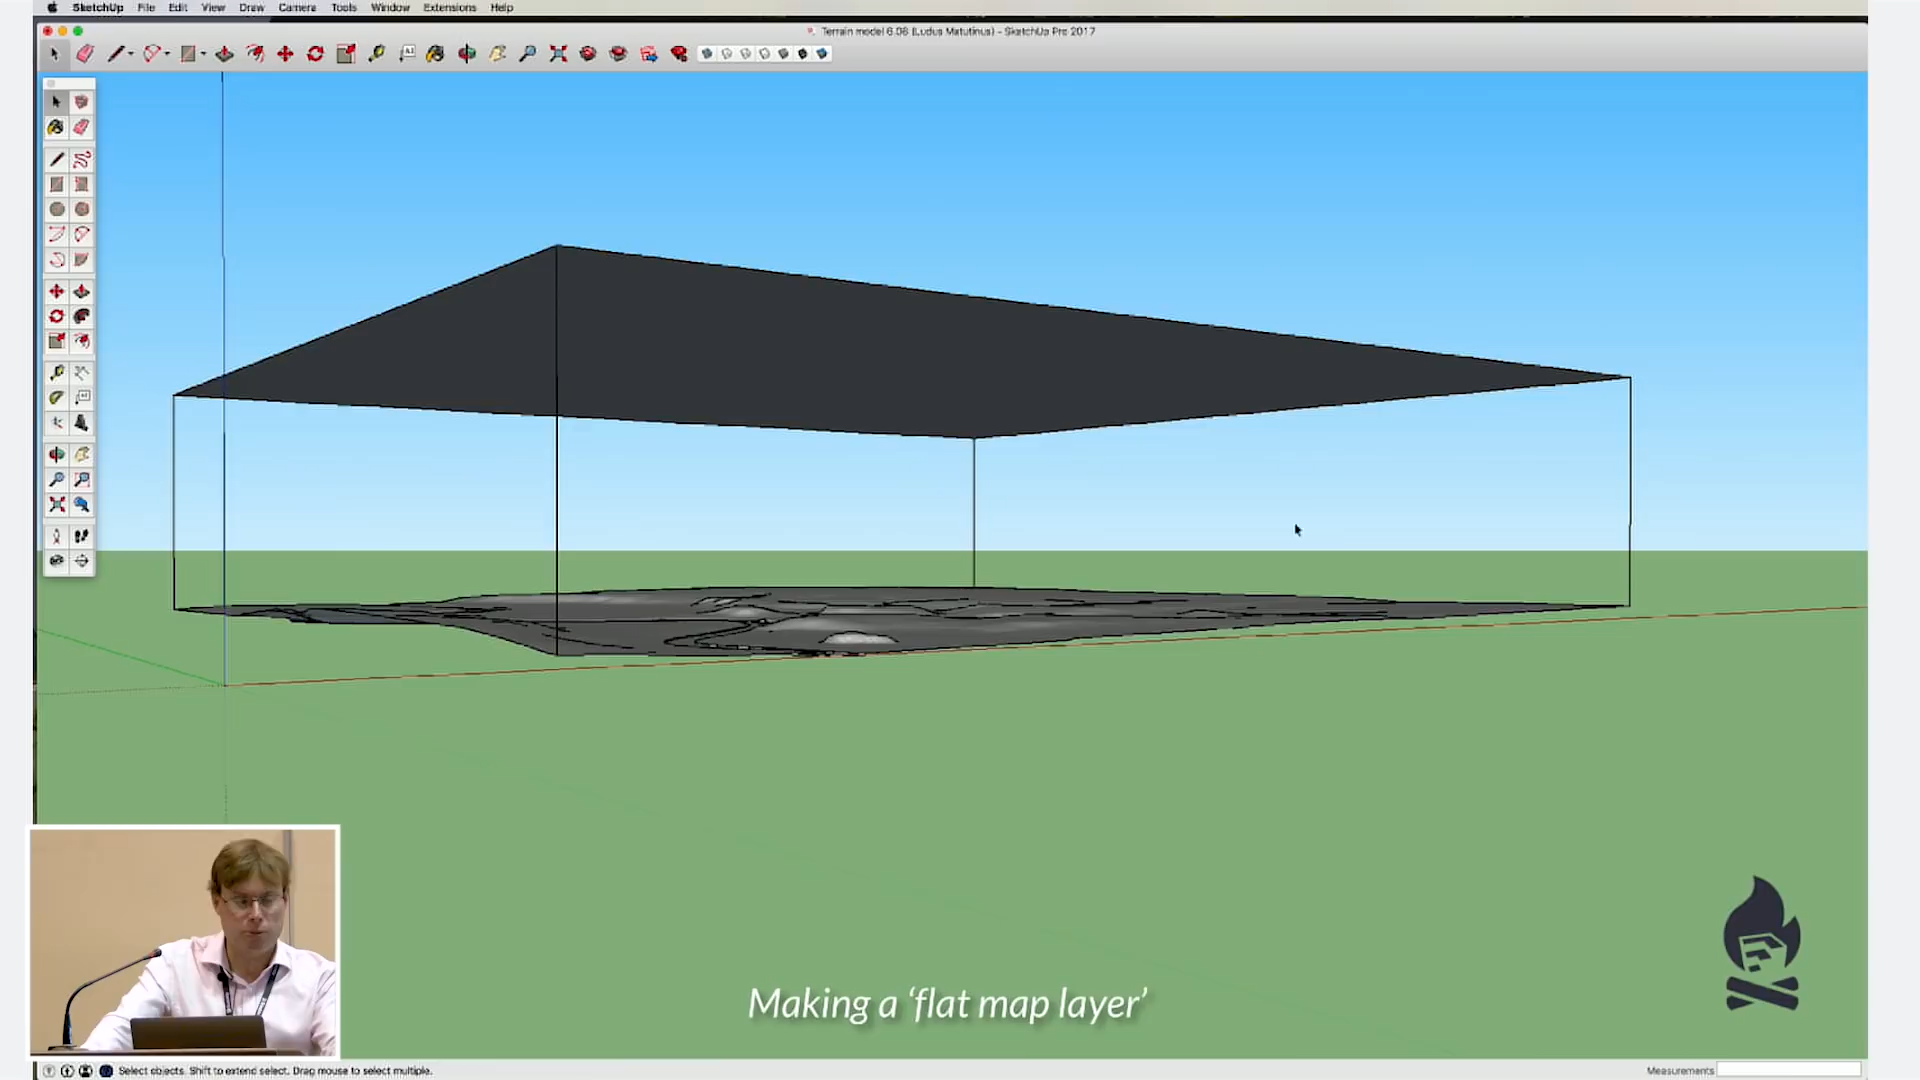 SketchUp File Edit View Draw Camera Tools Window Extensions Help
Terrain model 6.06 (Ludus Matutinus) - SketchUp Pro 2017
Making a ‘flat map layer’
Select objects. Shift to extend select. Drag mouse to select multiple.
Measurements